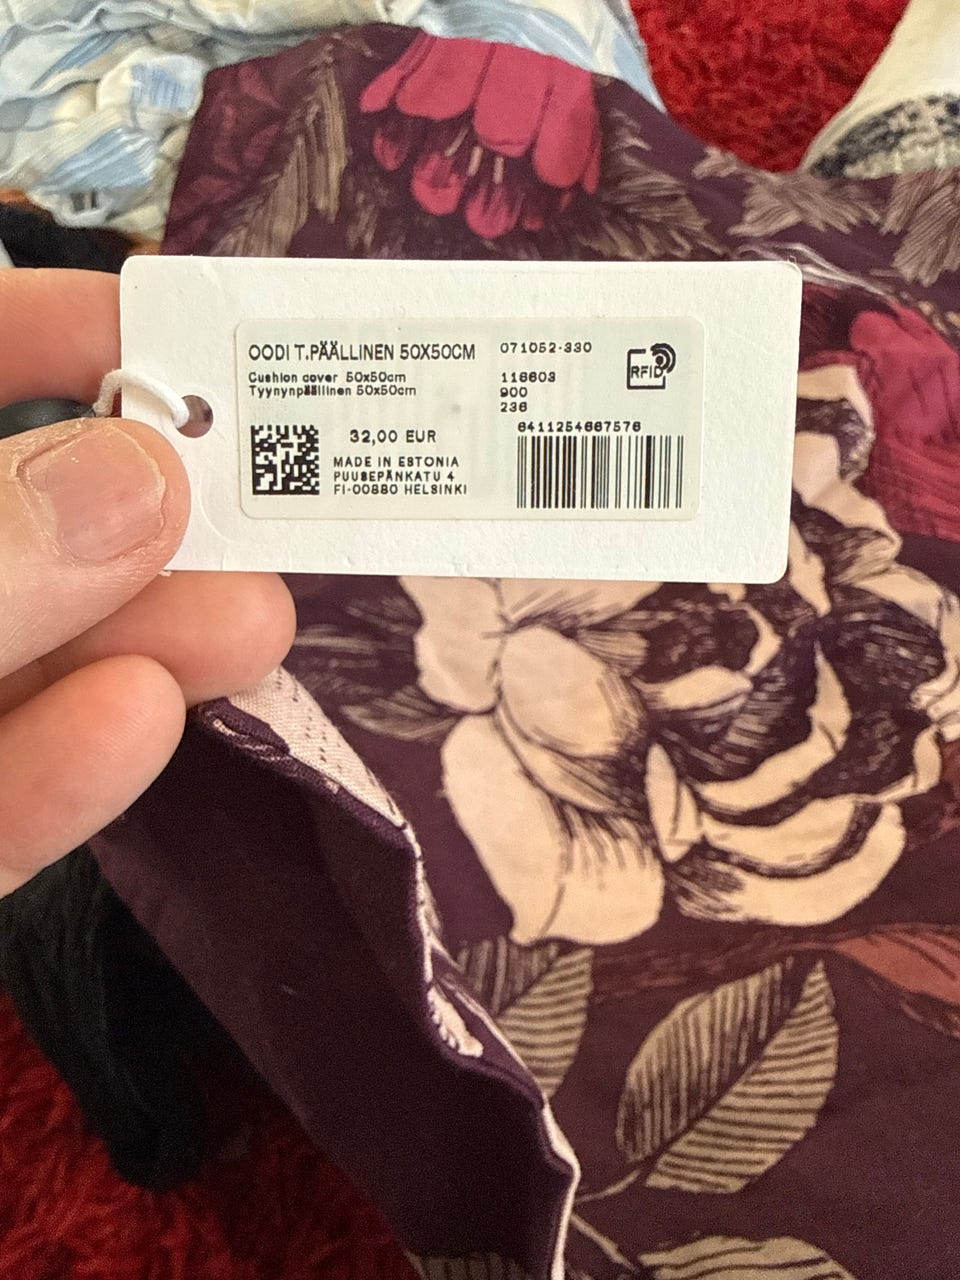 OODI T.PÄÄLLINEN 50X50CM
Cushion cover 50x50cm
Tyynynpäällinen 50x50cm
32,00 EUR
MADE IN ESTONIA
PUUSEPÄNKATU 4
FI-00880 HELSINKI
071052-330
116603
900
236
6411254667576
RFID